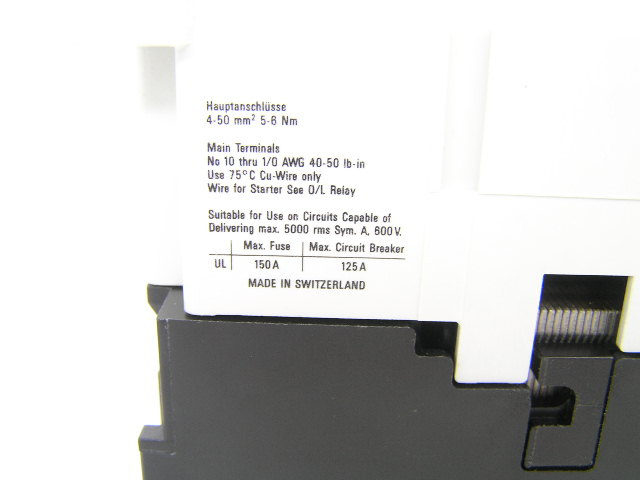 Hauptanschlüsse
4-50 mm² 5-6 Nm
Main Terminals
No 10 thru 1/0 AWG 40-50 lb-in
Use 75°C Cu-Wire only
Wire for Starter See O/L Relay
Suitable for Use on Circuits Capable of
Delivering max. 5000 rms Sym. A, 600V.
Max. Fuse Max. Circuit Breaker
UL 150A 125A
MADE IN SWITZERLAND